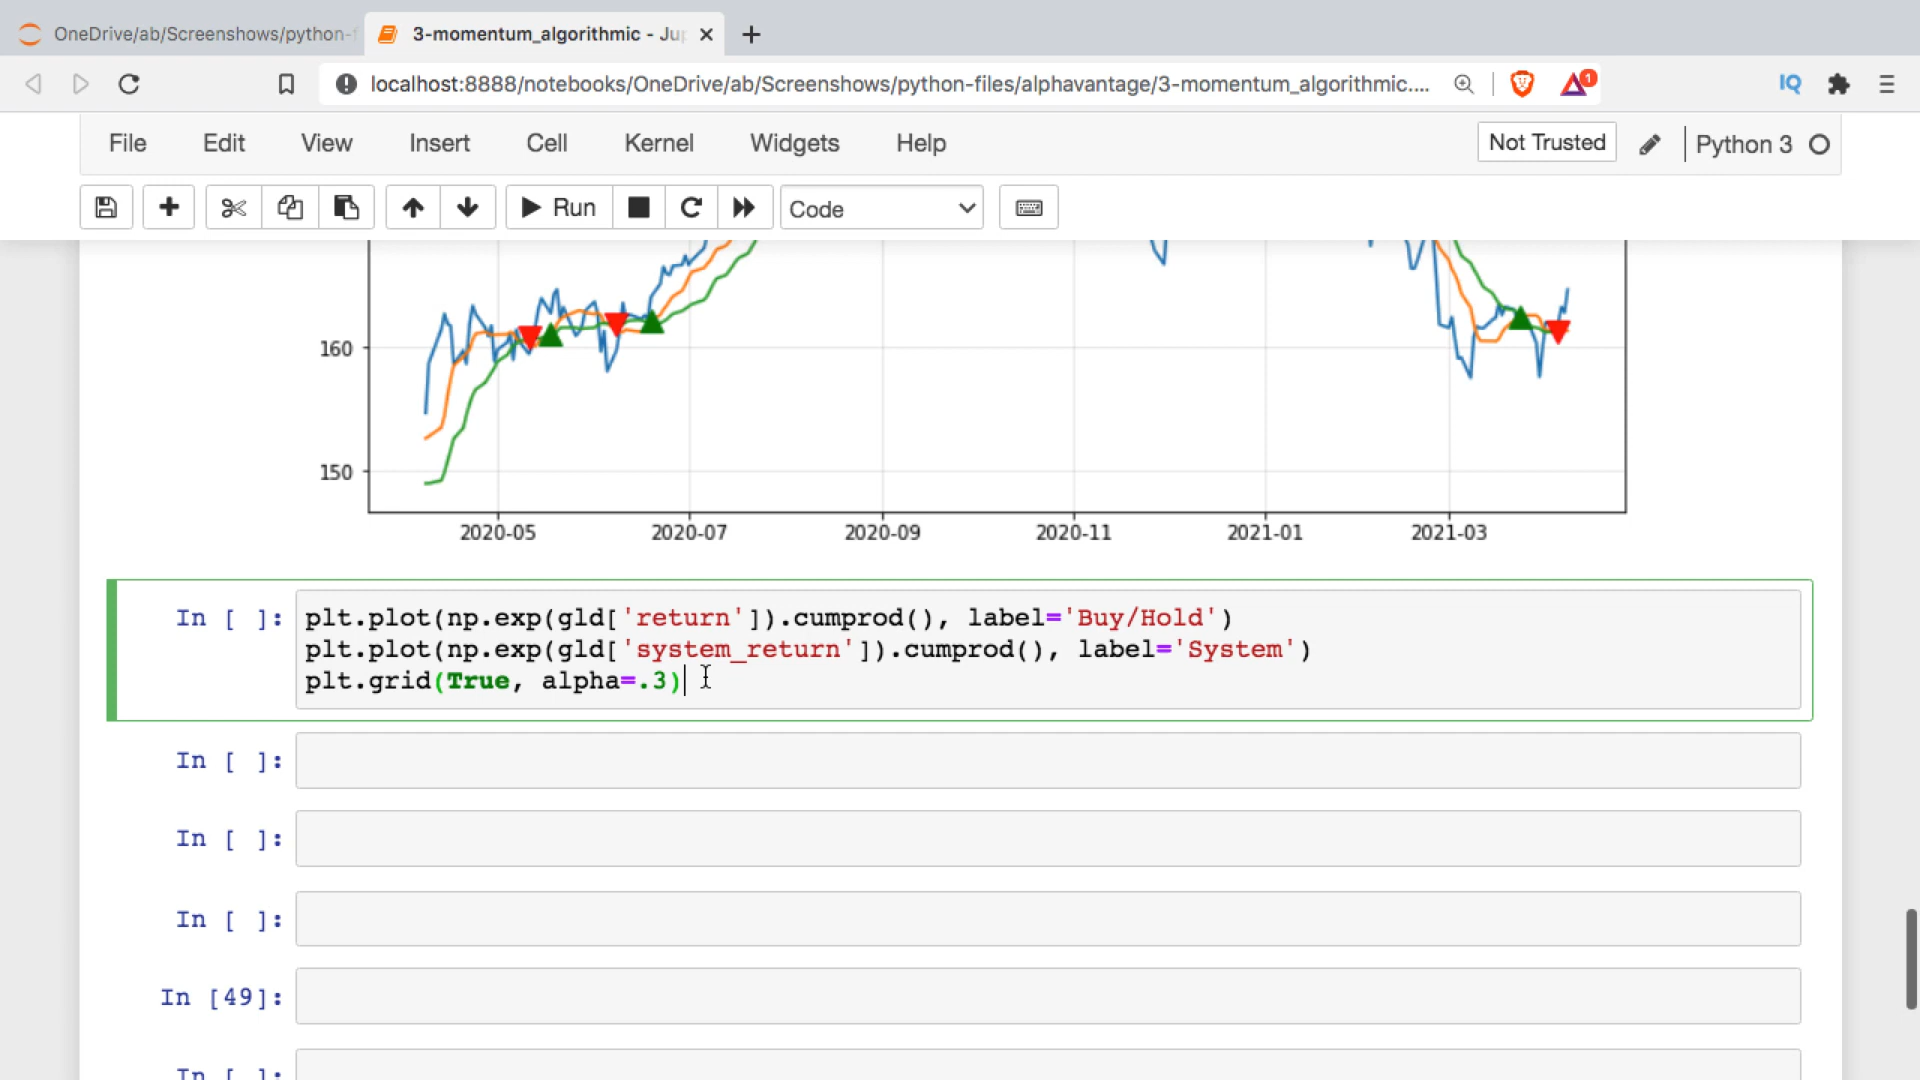 OneDrive/ab/Screenshows/python-
3-momentum_algorithmic - Ju
localhost:8888/notebooks/OneDrive/ab/Screenshows/python-files/alphavantage/3-momentum_algorithmic....
1
IQ
File Edit View Insert Cell Kernel Widgets Help
Not Trusted
Python 3
Run
Code
160
150
2020-05 2020-07 2020-09 2020-11 2021-01 2021-03
In [ ]:
plt.plot(np.exp(gld['return']).cumprod(), label='Buy/Hold')
plt.plot(np.exp(gld['system_return']).cumprod(), label='System')
plt.grid(True, alpha=.3)
In [ ]:
In [ ]:
In [ ]:
In [49]:
In [ ]: